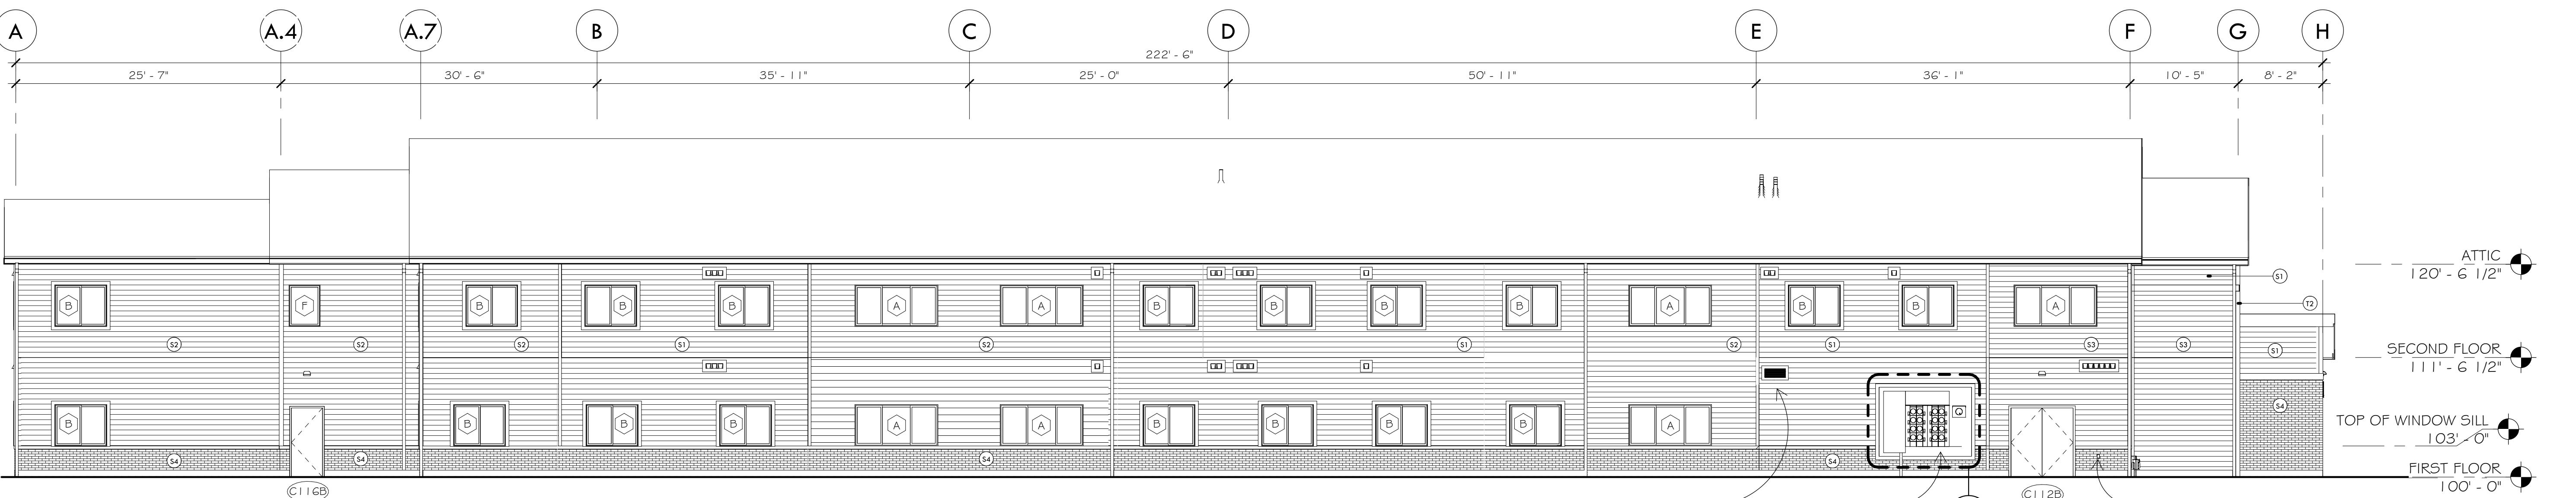 A A.4 A.7 B C D E F G H
222' - 6"
25' - 7" 30' - 6" 35' - 11" 25' - 0" 50' - 11" 36' - 1" 10' - 5" 8' - 2"
ATTIC
120' - 6 1/2"
S1
T2
B F B B B A A B B B B A B B A
S2 S2 S2 S1 S2 S1 S2 S1 S3 S3 S1
SECOND FLOOR
111' - 6 1/2"
S4
B B B B A A B B B B A
TOP OF WINDOW SILL
103' - 0"
S4 S4 S4 S4
FIRST FLOOR
100' - 0"
C116B C112B